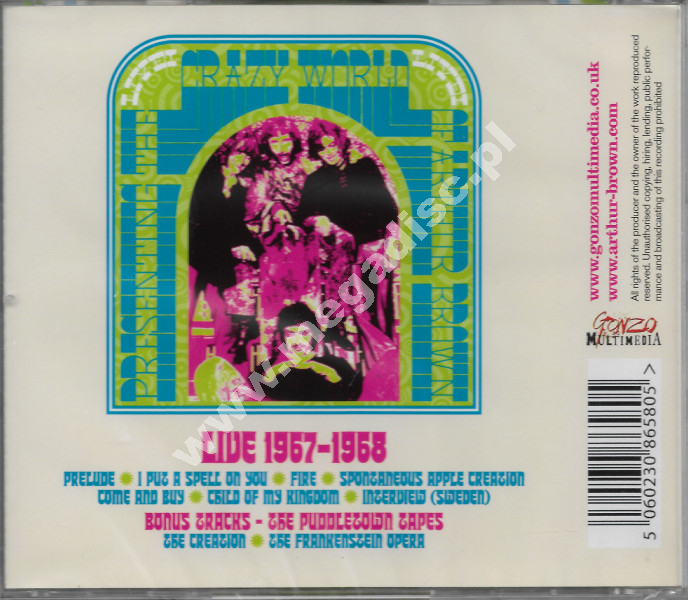 LIVE
CRAZY WORLD
LIVE
PRESENTING THE
OF ARTHUR BROWN
LIVE 1967-1968
PRELUDE * I PUT A SPELL ON YOU * FIRE * SPONTANEOUS APPLE CREATION
COME AND BUY * CHILD OF MY KINGDOM * INTERVIEW (SWEDEN)
BONUS TRACKS - THE PUDDLETOWN TAPES
THE CREATION * THE FRANKENSTEIN OPERA
www.gonzomultimedia.co.uk
www.arthur-brown.com
All rights of the producer and the owner of the work reproduced
reserved. Unauthorised copying, hiring, lending, public perfor-
mance and broadcasting of this recording prohibited
GONZO
MULTIMEDIA
5 060230 865805 >
www.megadisc.pl